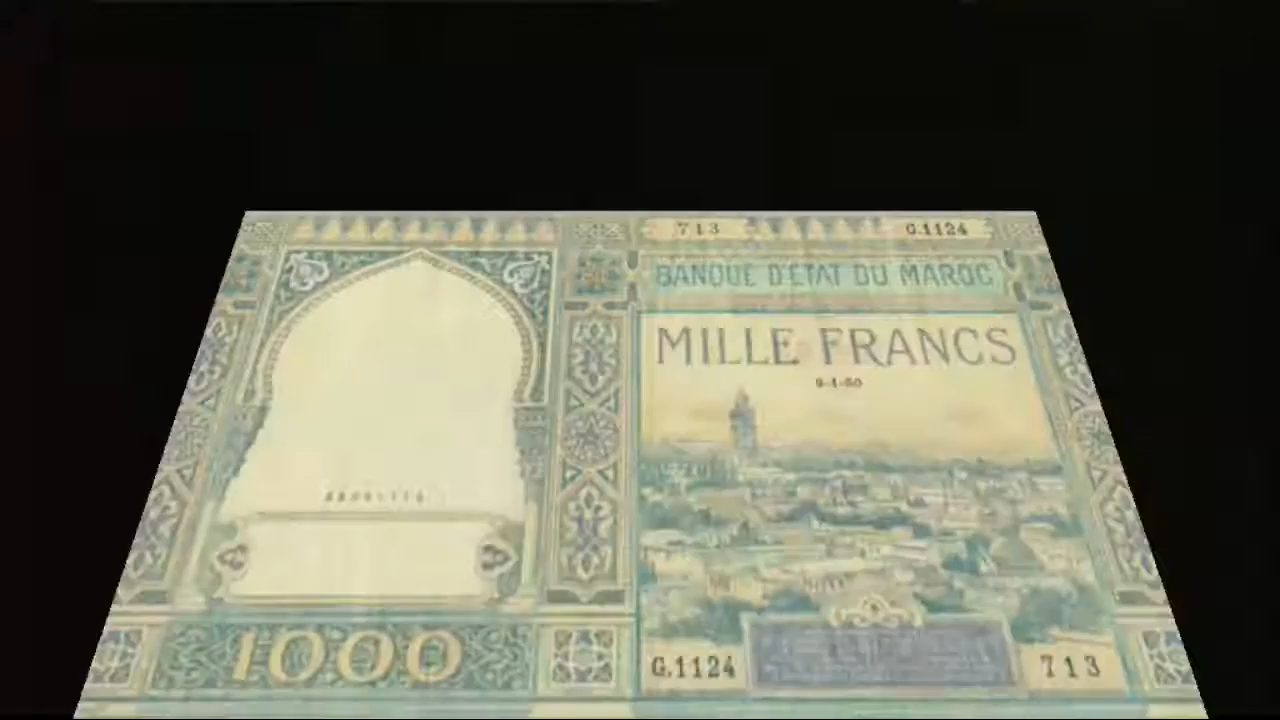 713 G.1124
BANQUE D'ETAT DU MAROC
MILLE FRANCS
1000
G.1124 713